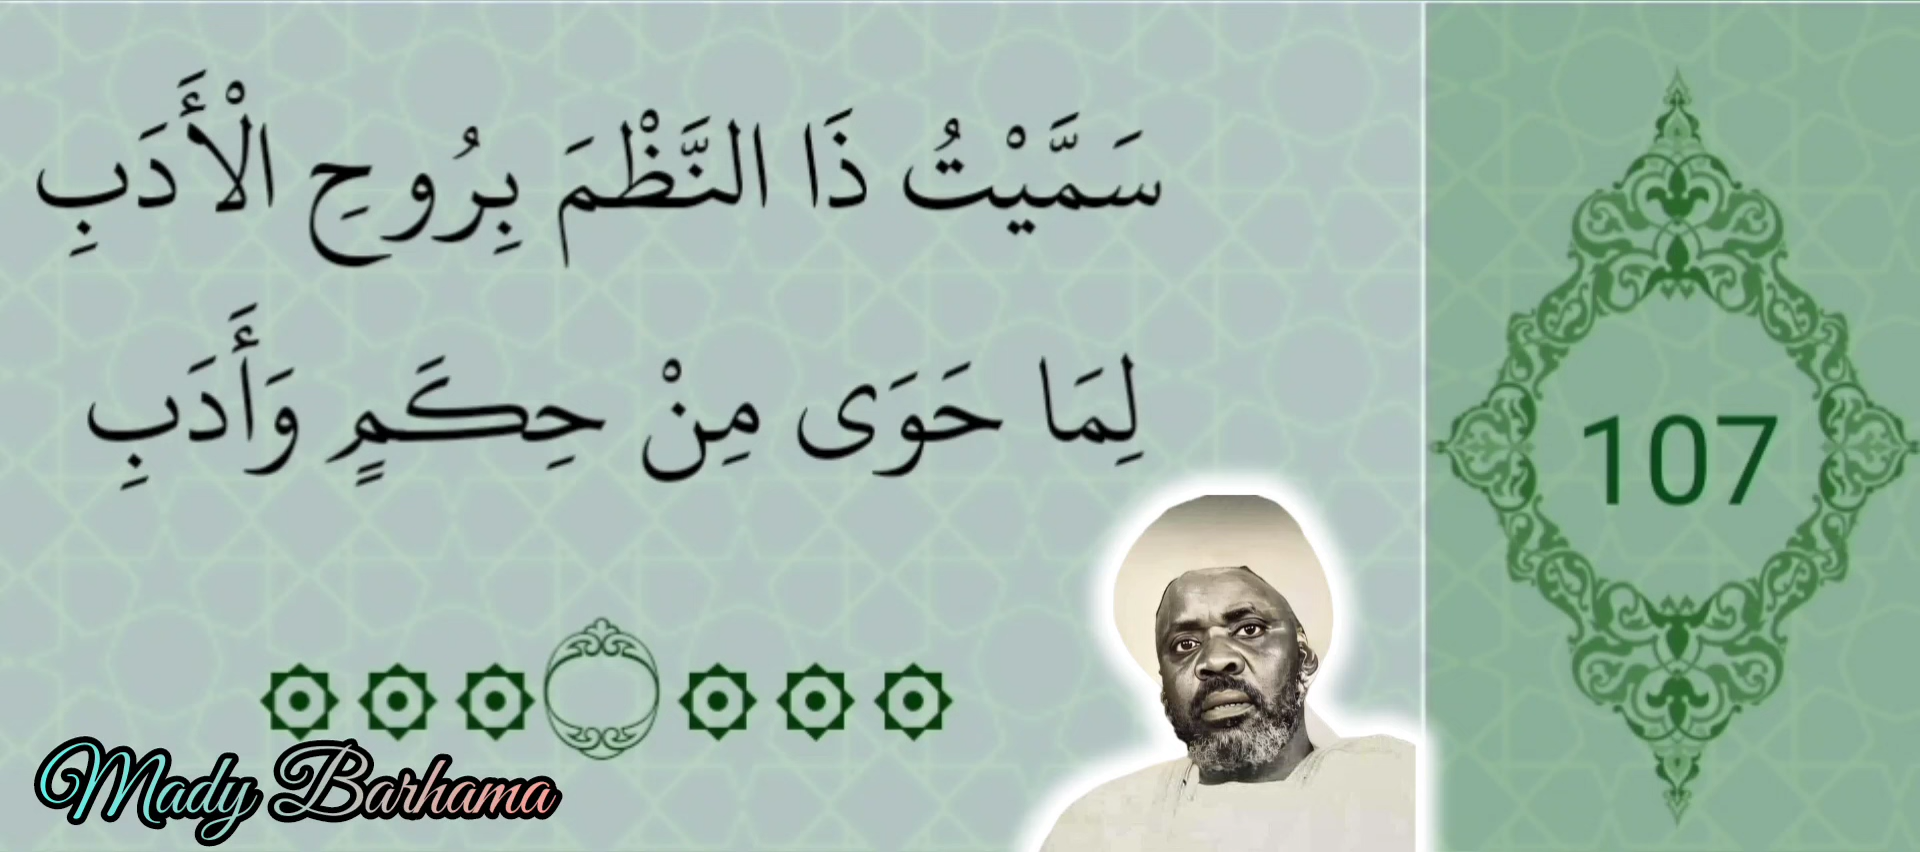 سَمَّيْتُ ذَا النَّظْمَ بِرُوحِ الْأَدَبِ
لِمَا حَوَى مِنْ حِكَمٍ وَأَدَبِ
107
Mady Barhama